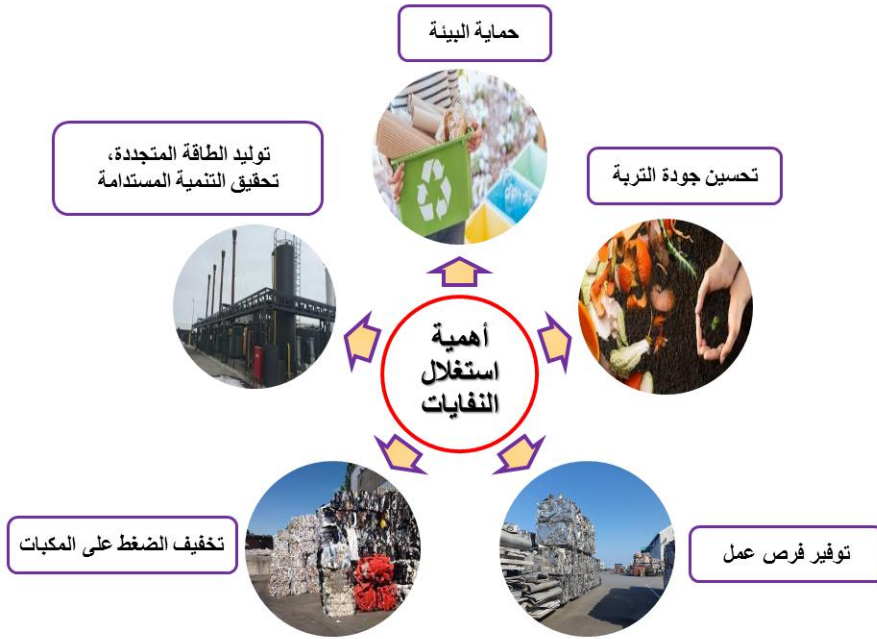 حماية البيئة
توليد الطاقة المتجددة،
تحقيق التنمية المستدامة
تحسين جودة التربة
أهمية
استغلال
النفايات
تخفيف الضغط على المكبات
توفير فرص عمل